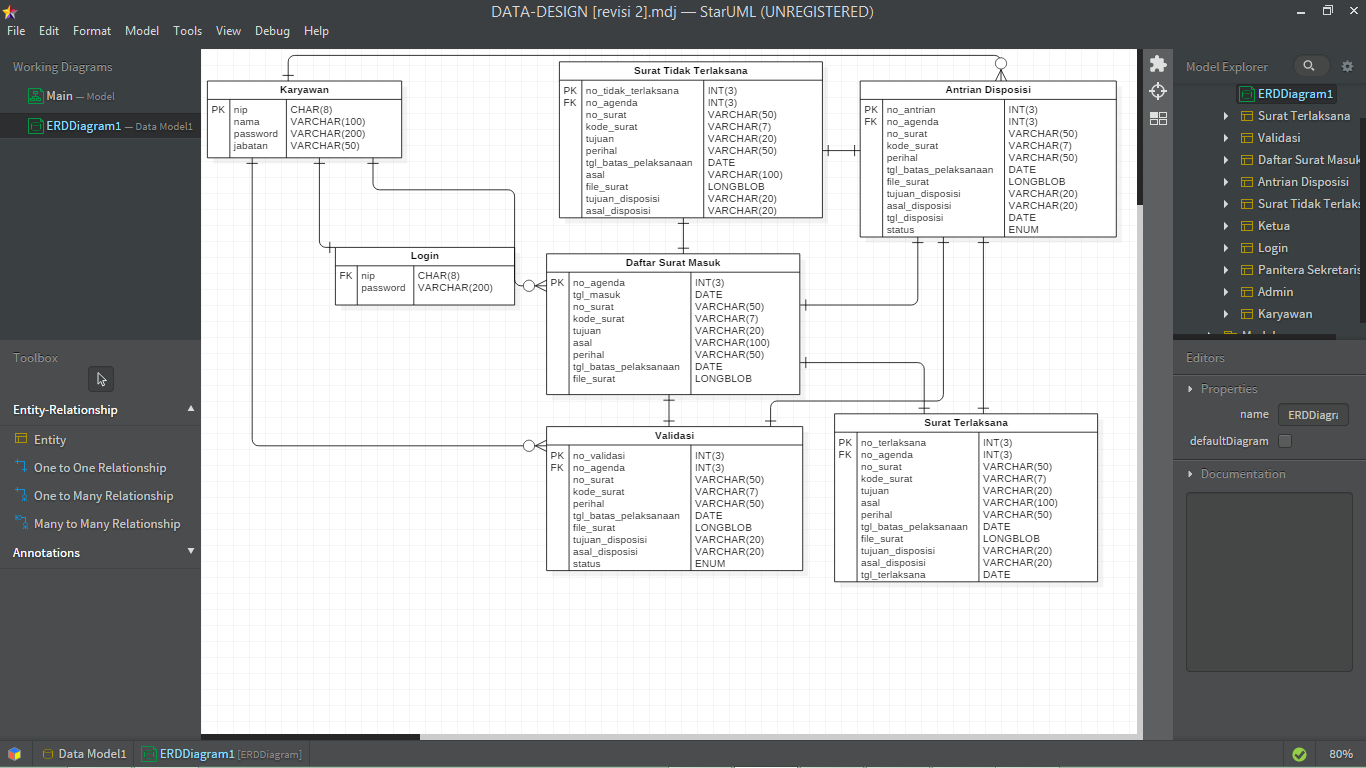 DATA-DESIGN [revisi 2].mdj — StarUML (UNREGISTERED)
File Edit Format Model Tools View Debug Help
Working Diagrams
Main — Model
ERDDiagram1 — Data Model1
Toolbox
Entity-Relationship
Entity
One to One Relationship
One to Many Relationship
Many to Many Relationship
Annotations
Karyawan
PK nip CHAR(8)
nama VARCHAR(100)
password VARCHAR(200)
jabatan VARCHAR(50)
Login
FK nip CHAR(8)
password VARCHAR(200)
Surat Tidak Terlaksana
PK no_tidak_terlaksana INT(3)
FK no_agenda INT(3)
no_surat VARCHAR(50)
kode_surat VARCHAR(7)
tujuan VARCHAR(20)
perihal VARCHAR(50)
tgl_batas_pelaksanaan DATE
asal VARCHAR(100)
file_surat LONGBLOB
tujuan_disposisi VARCHAR(20)
asal_disposisi VARCHAR(20)
Antrian Disposisi
PK no_antrian INT(3)
FK no_agenda INT(3)
no_surat VARCHAR(50)
kode_surat VARCHAR(7)
perihal VARCHAR(50)
tgl_batas_pelaksanaan DATE
file_surat LONGBLOB
tujuan_disposisi VARCHAR(20)
asal_disposisi VARCHAR(20)
tgl_disposisi DATE
status ENUM
Daftar Surat Masuk
PK no_agenda INT(3)
tgl_masuk DATE
no_surat VARCHAR(50)
kode_surat VARCHAR(7)
tujuan VARCHAR(20)
asal VARCHAR(100)
perihal VARCHAR(50)
tgl_batas_pelaksanaan DATE
file_surat LONGBLOB
Validasi
PK no_validasi INT(3)
FK no_agenda INT(3)
no_surat VARCHAR(50)
kode_surat VARCHAR(7)
perihal VARCHAR(50)
tgl_batas_pelaksanaan DATE
file_surat LONGBLOB
tujuan_disposisi VARCHAR(20)
asal_disposisi VARCHAR(20)
status ENUM
Surat Terlaksana
PK no_terlaksana INT(3)
FK no_agenda INT(3)
no_surat VARCHAR(50)
kode_surat VARCHAR(7)
tujuan VARCHAR(20)
asal VARCHAR(100)
perihal VARCHAR(50)
tgl_batas_pelaksanaan DATE
file_surat LONGBLOB
tujuan_disposisi VARCHAR(20)
asal_disposisi VARCHAR(20)
tgl_terlaksana DATE
Model Explorer
ERDDiagram1
Surat Terlaksana
Validasi
Daftar Surat Masuk
Antrian Disposisi
Surat Tidak Terlaks
Ketua
Login
Panitera Sekretaris
Admin
Karyawan
Editors
Properties
name ERDDiagra
defaultDiagram
Documentation
Data Model1 ERDDiagram1 [ERDDiagram] 80%